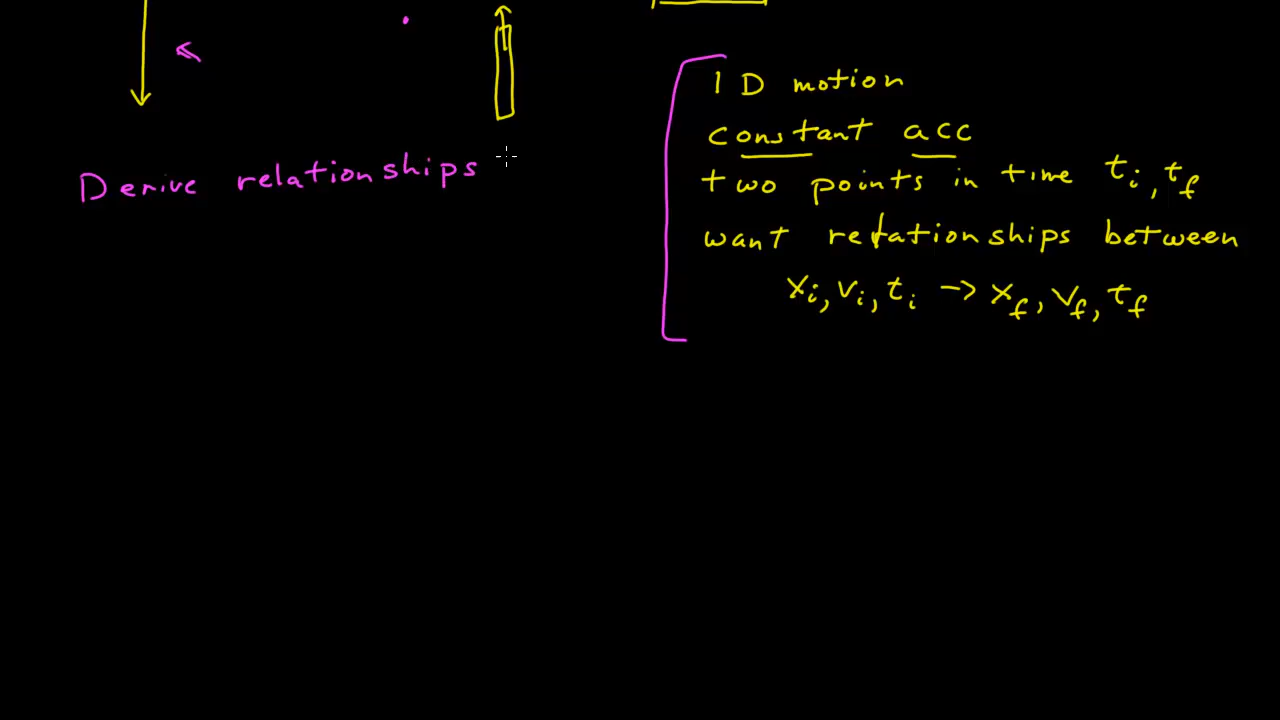 1 D motion
constant acc
Derive relationships
two points in time ti, tf
want relationships between
xi, vi, ti -> xf, vf, tf